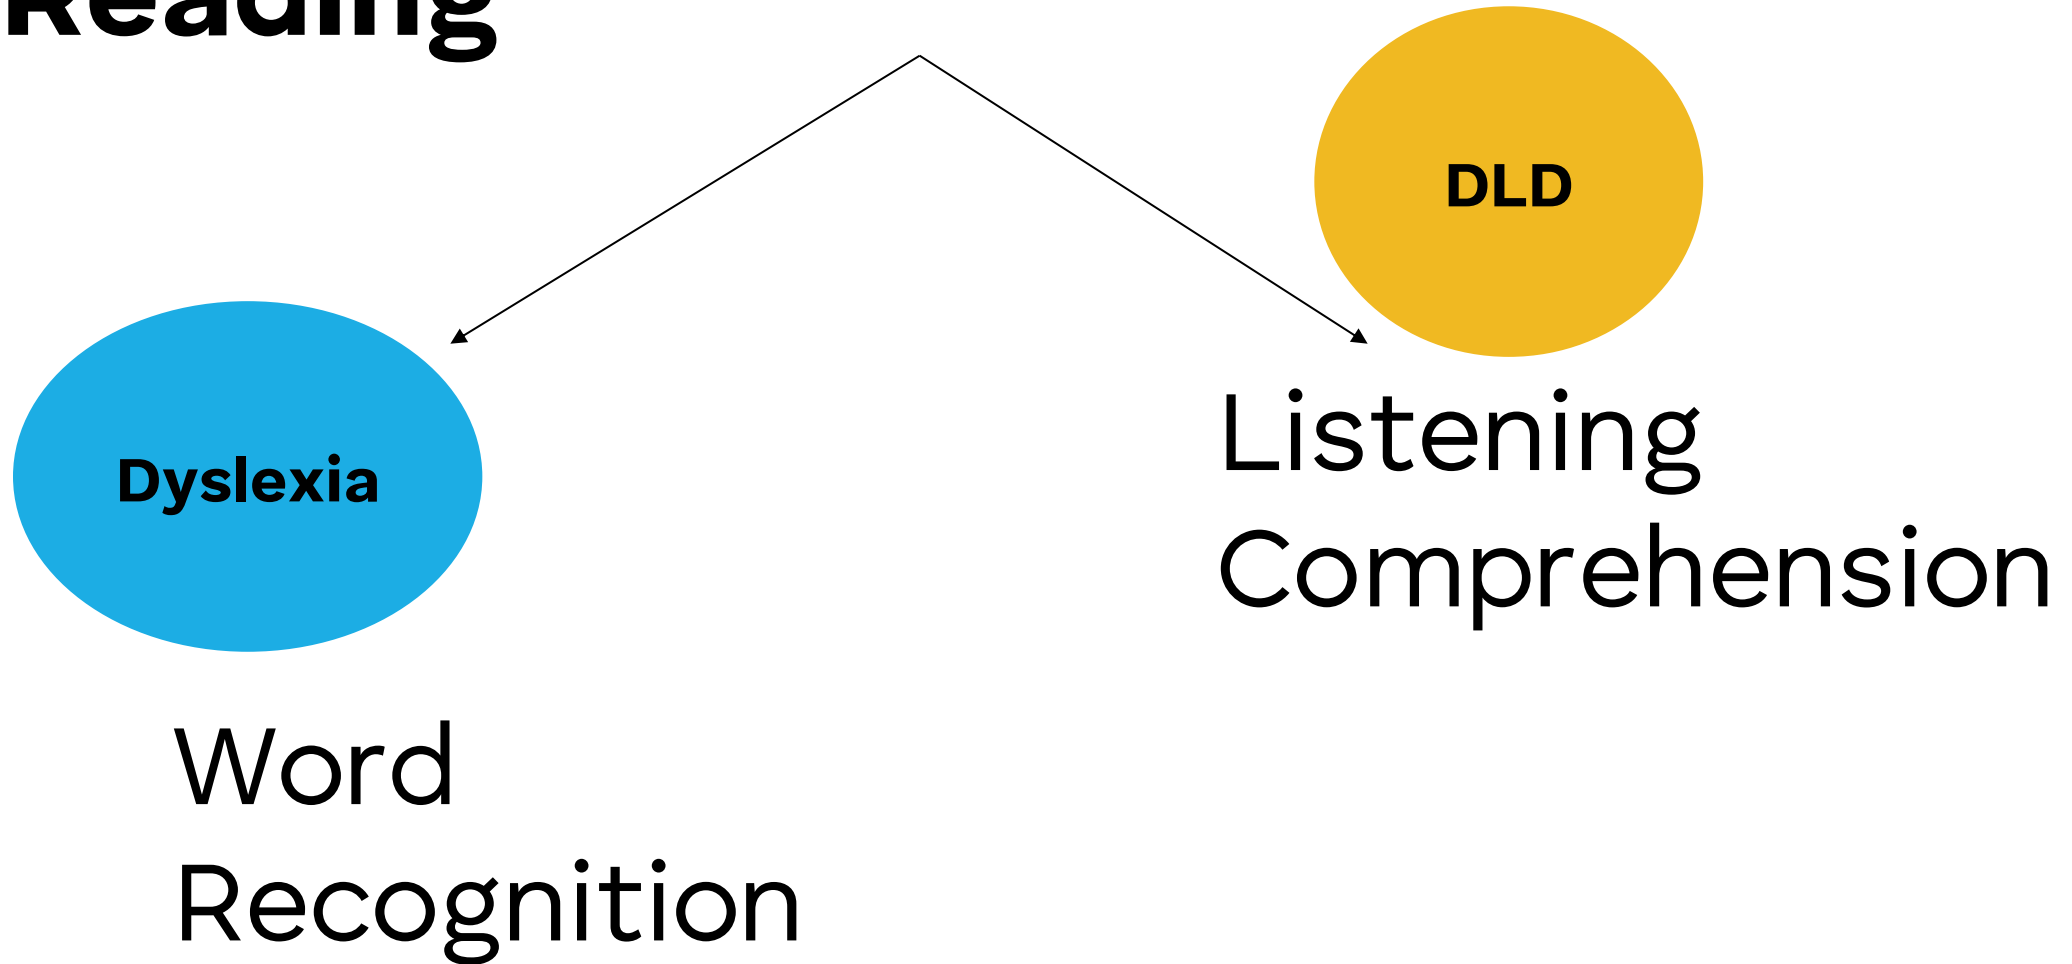 Reading
DLD
Dyslexia
Listening
Comprehension
Word
Recognition